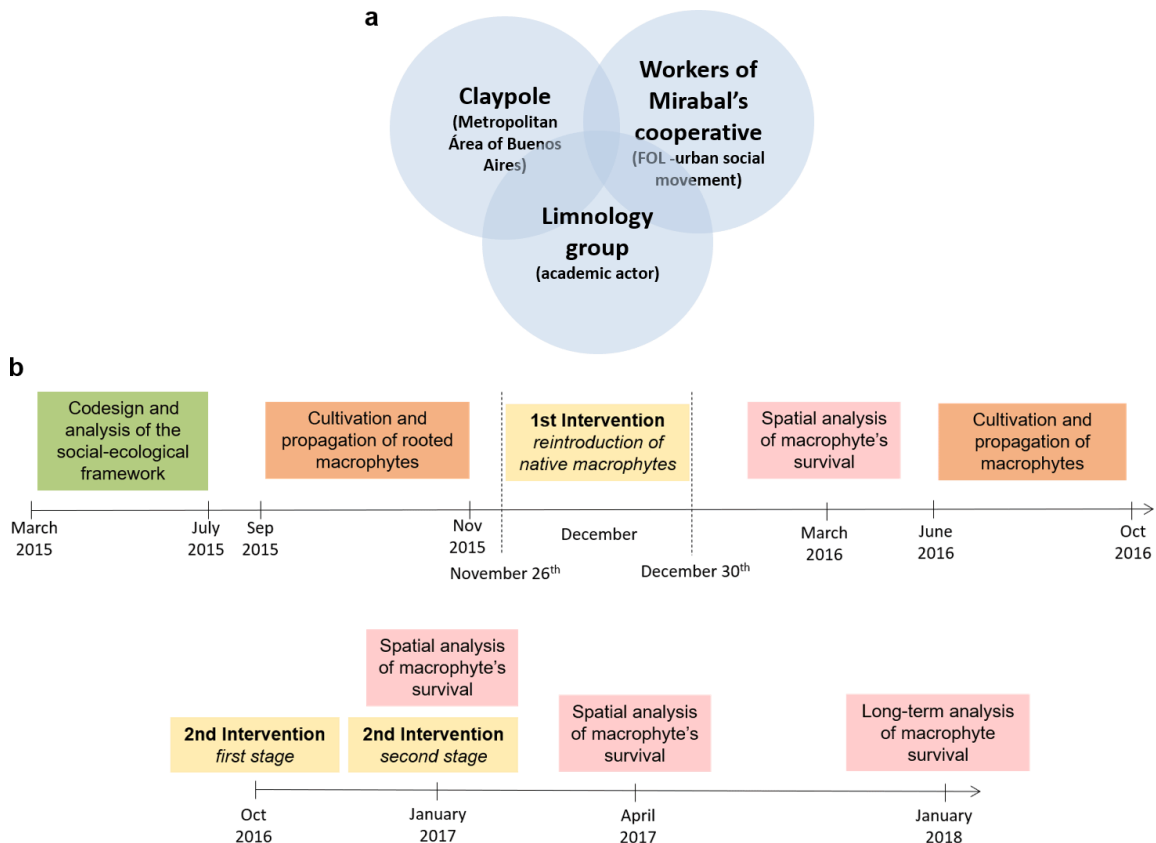 a
Claypole
(Metropolitan
Área of Buenos
Aires)
Workers of
Mirabal’s
cooperative
(FOL -urban social
movement)
Limnology
group
(academic actor)
b
Codesign and
analysis of the
social-ecological
framework
Cultivation and
propagation of rooted
macrophytes
1st Intervention
reintroduction of
native macrophytes
Spatial analysis
of macrophyte’s
survival
Cultivation and
propagation of
macrophytes
March
2015
July
2015
Sep
2015
Nov
2015
December
March
2016
June
2016
Oct
2016
November 26th
December 30th
Spatial analysis
of macrophyte’s
survival
2nd Intervention
first stage
2nd Intervention
second stage
Spatial analysis
of macrophyte’s
survival
Long-term analysis
of macrophyte
survival
Oct
2016
January
2017
April
2017
January
2018